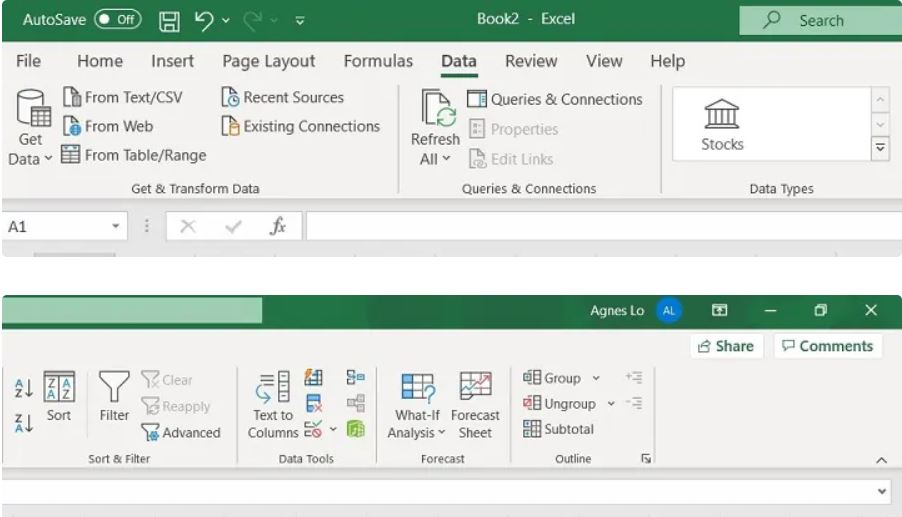 AutoSave Off Book2 - Excel Search
File Home Insert Page Layout Formulas Data Review View Help
Get Data
From Text/CSV
From Web
From Table/Range
Recent Sources
Existing Connections
Get & Transform Data
Refresh All
Queries & Connections
Properties
Edit Links
Queries & Connections
Stocks
Data Types
A1 fx
Agnes Lo AL
Share Comments
Sort
Filter
Clear
Reapply
Advanced
Sort & Filter
Text to
Columns
Data Tools
What-If
Analysis
Forecast
Sheet
Forecast
Group
Ungroup
Subtotal
Outline